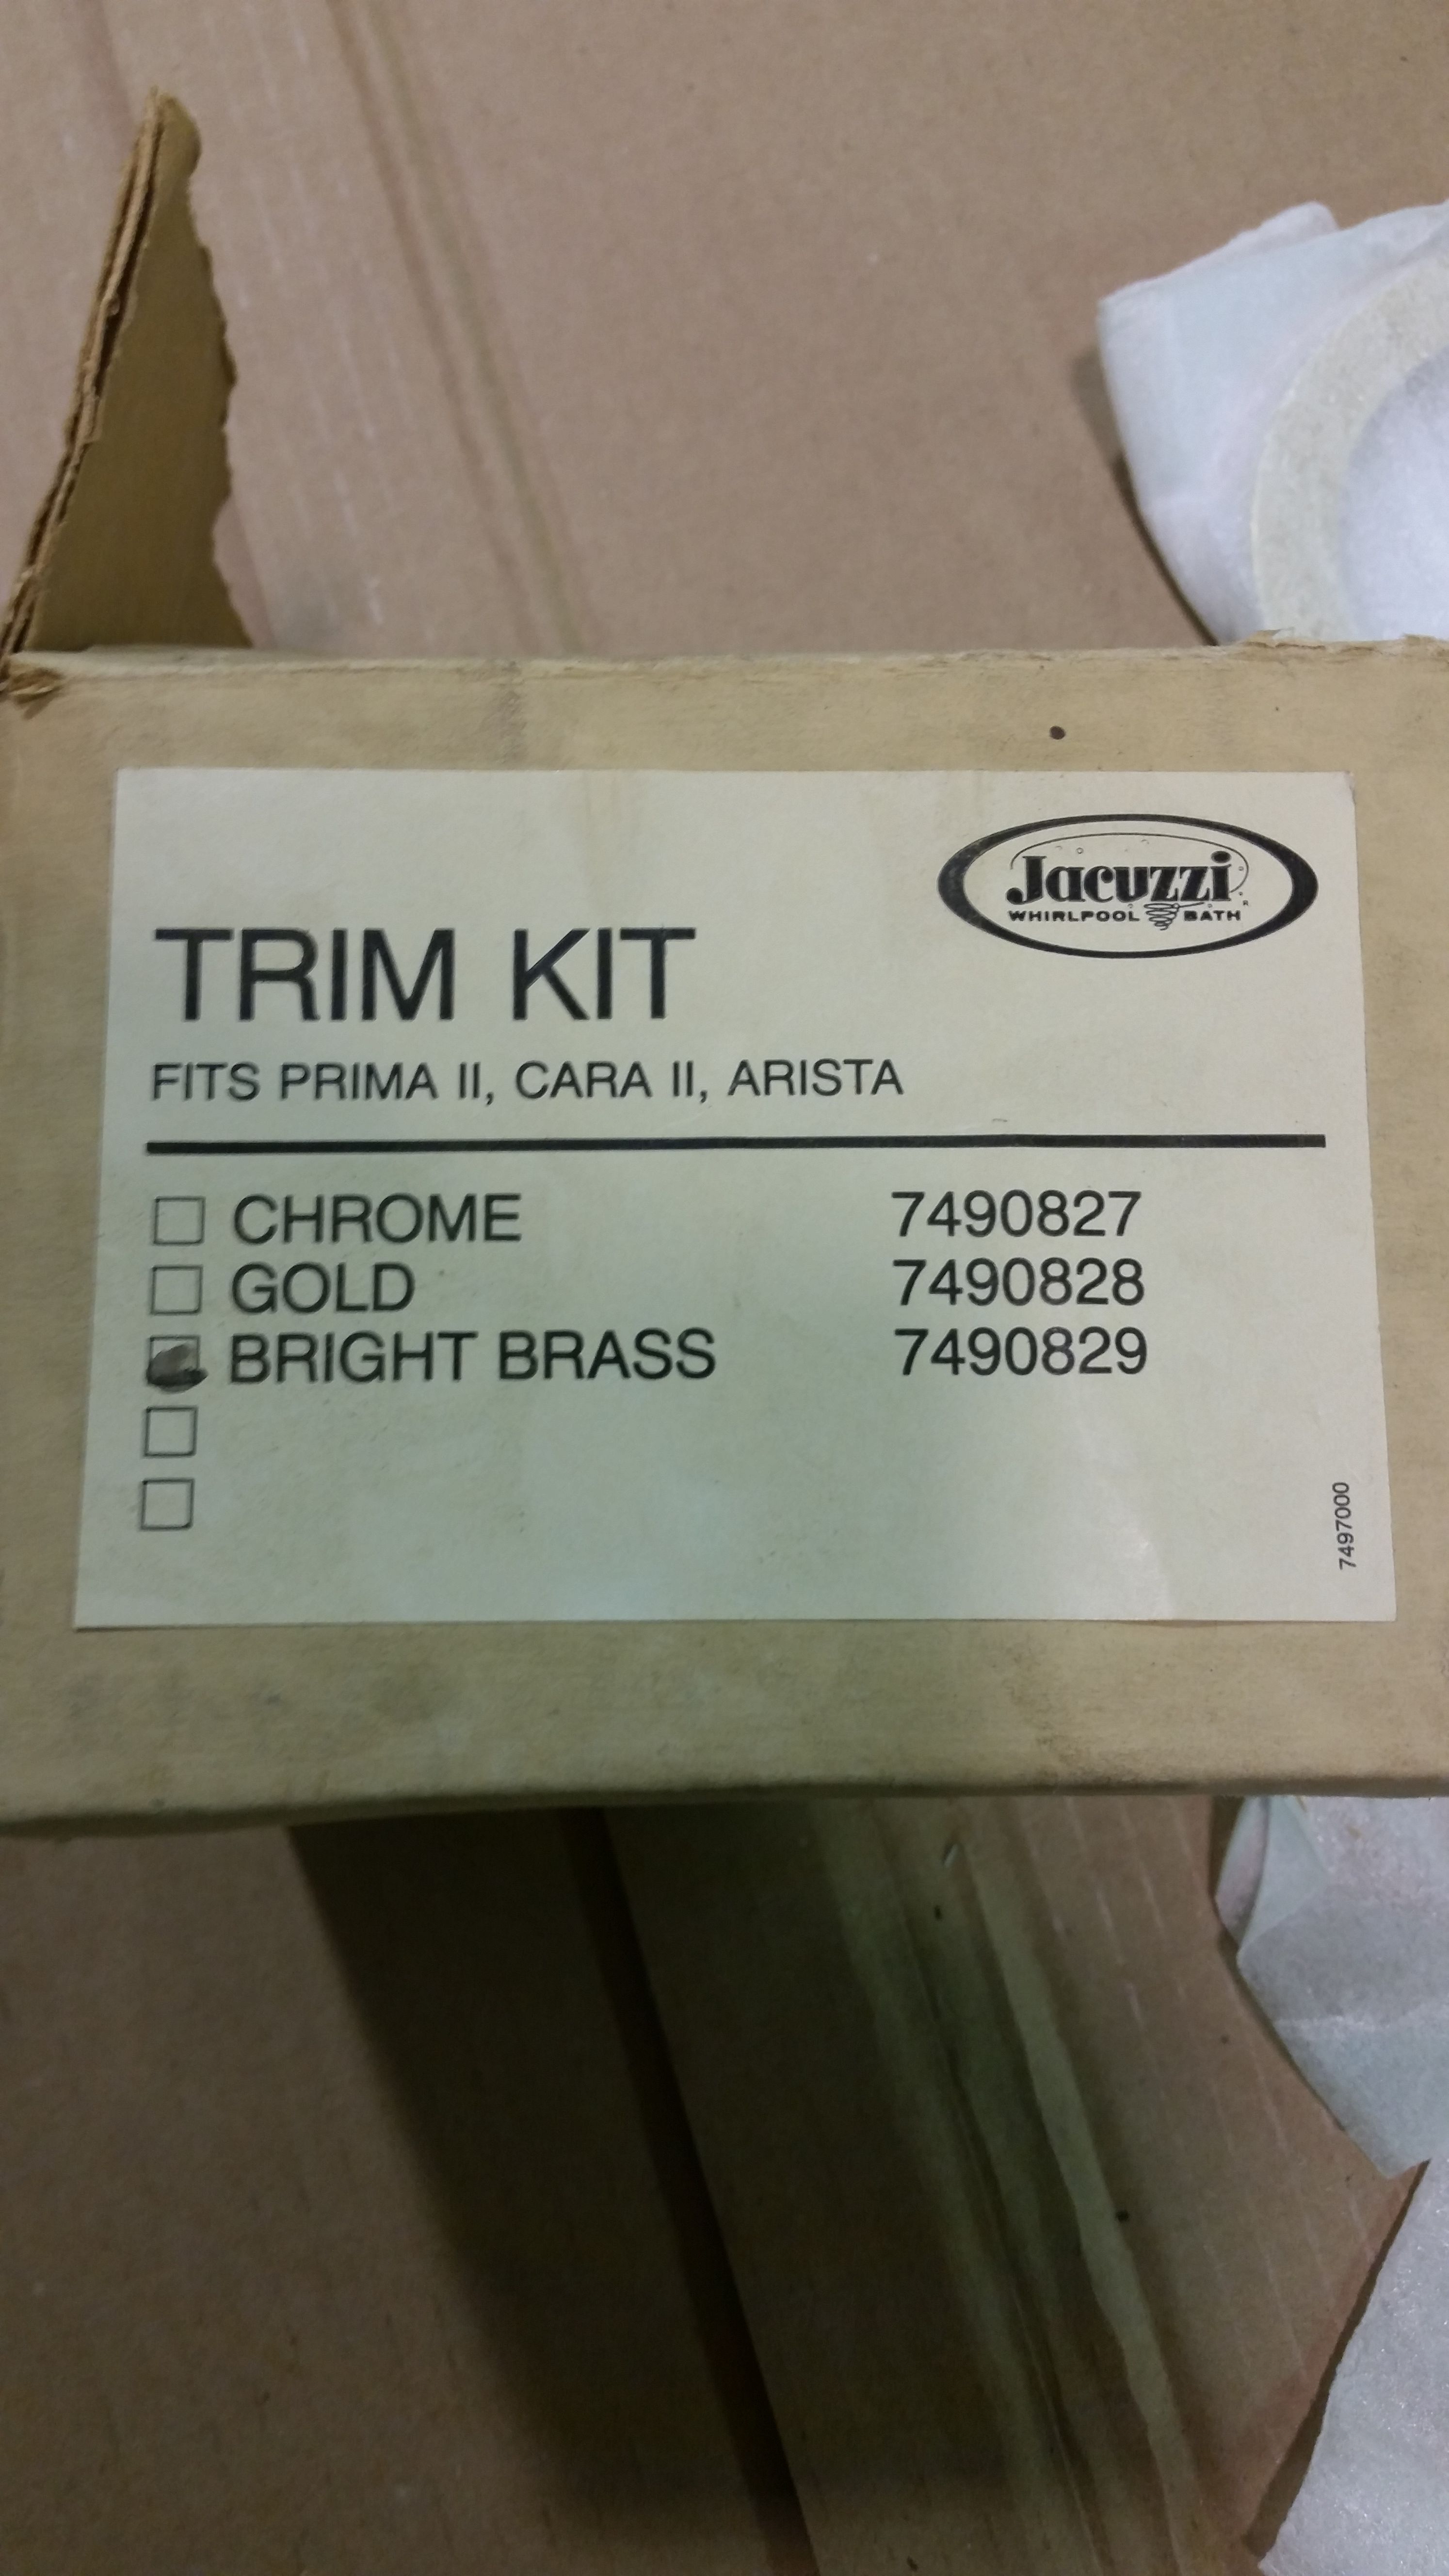 Jacuzzi
WHIRLPOOL BATH
TRIM KIT
FITS PRIMA II, CARA II, ARISTA
CHROME 7490827
GOLD 7490828
BRIGHT BRASS 7490829
7497000